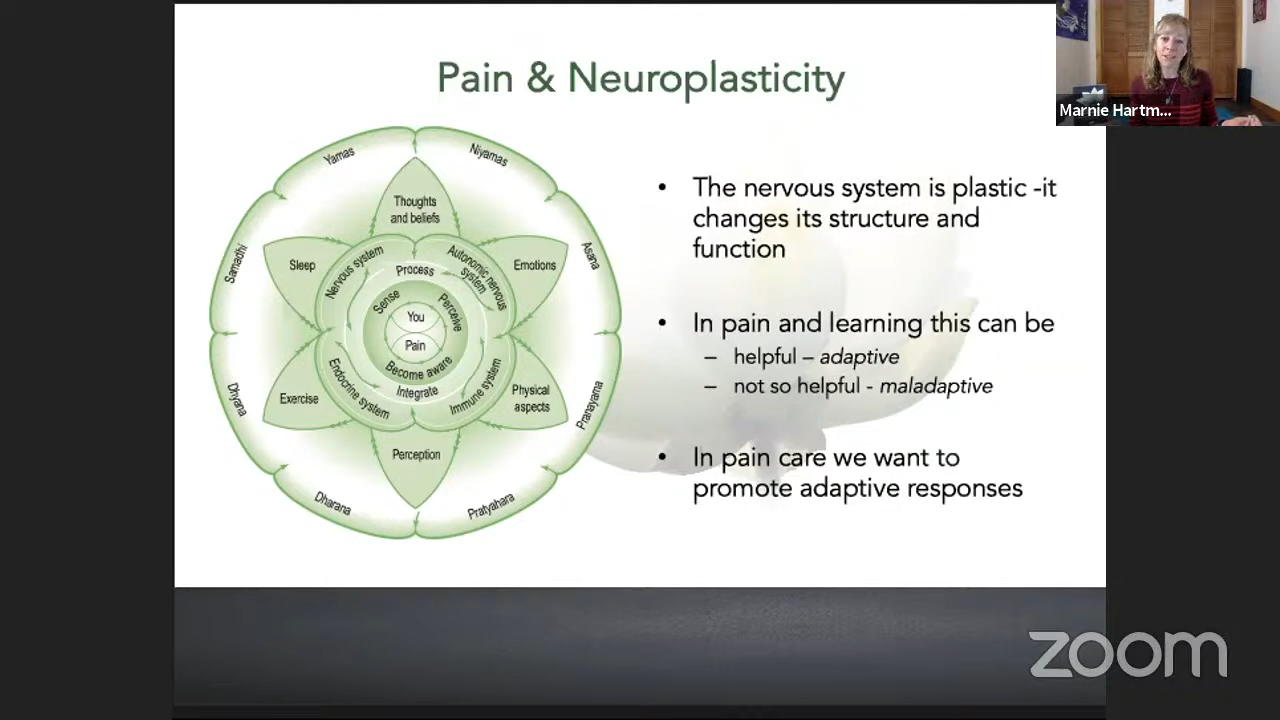 Pain & Neuroplasticity
Marnie Hartm...
Yamas
Niyamas
Asana
Pranayama
Pratyahara
Dharana
Dhyana
Samadhi
Thoughts
and beliefs
Emotions
Physical
aspects
Perception
Exercise
Sleep
Nervous system
Autonomic nervous
system
Immune system
Endocrine system
Process
Integrate
Sense
Perceive
Become aware
You
Pain
• The nervous system is plastic -it
changes its structure and
function
• In pain and learning this can be
– helpful – adaptive
– not so helpful - maladaptive
• In pain care we want to
promote adaptive responses
zoom